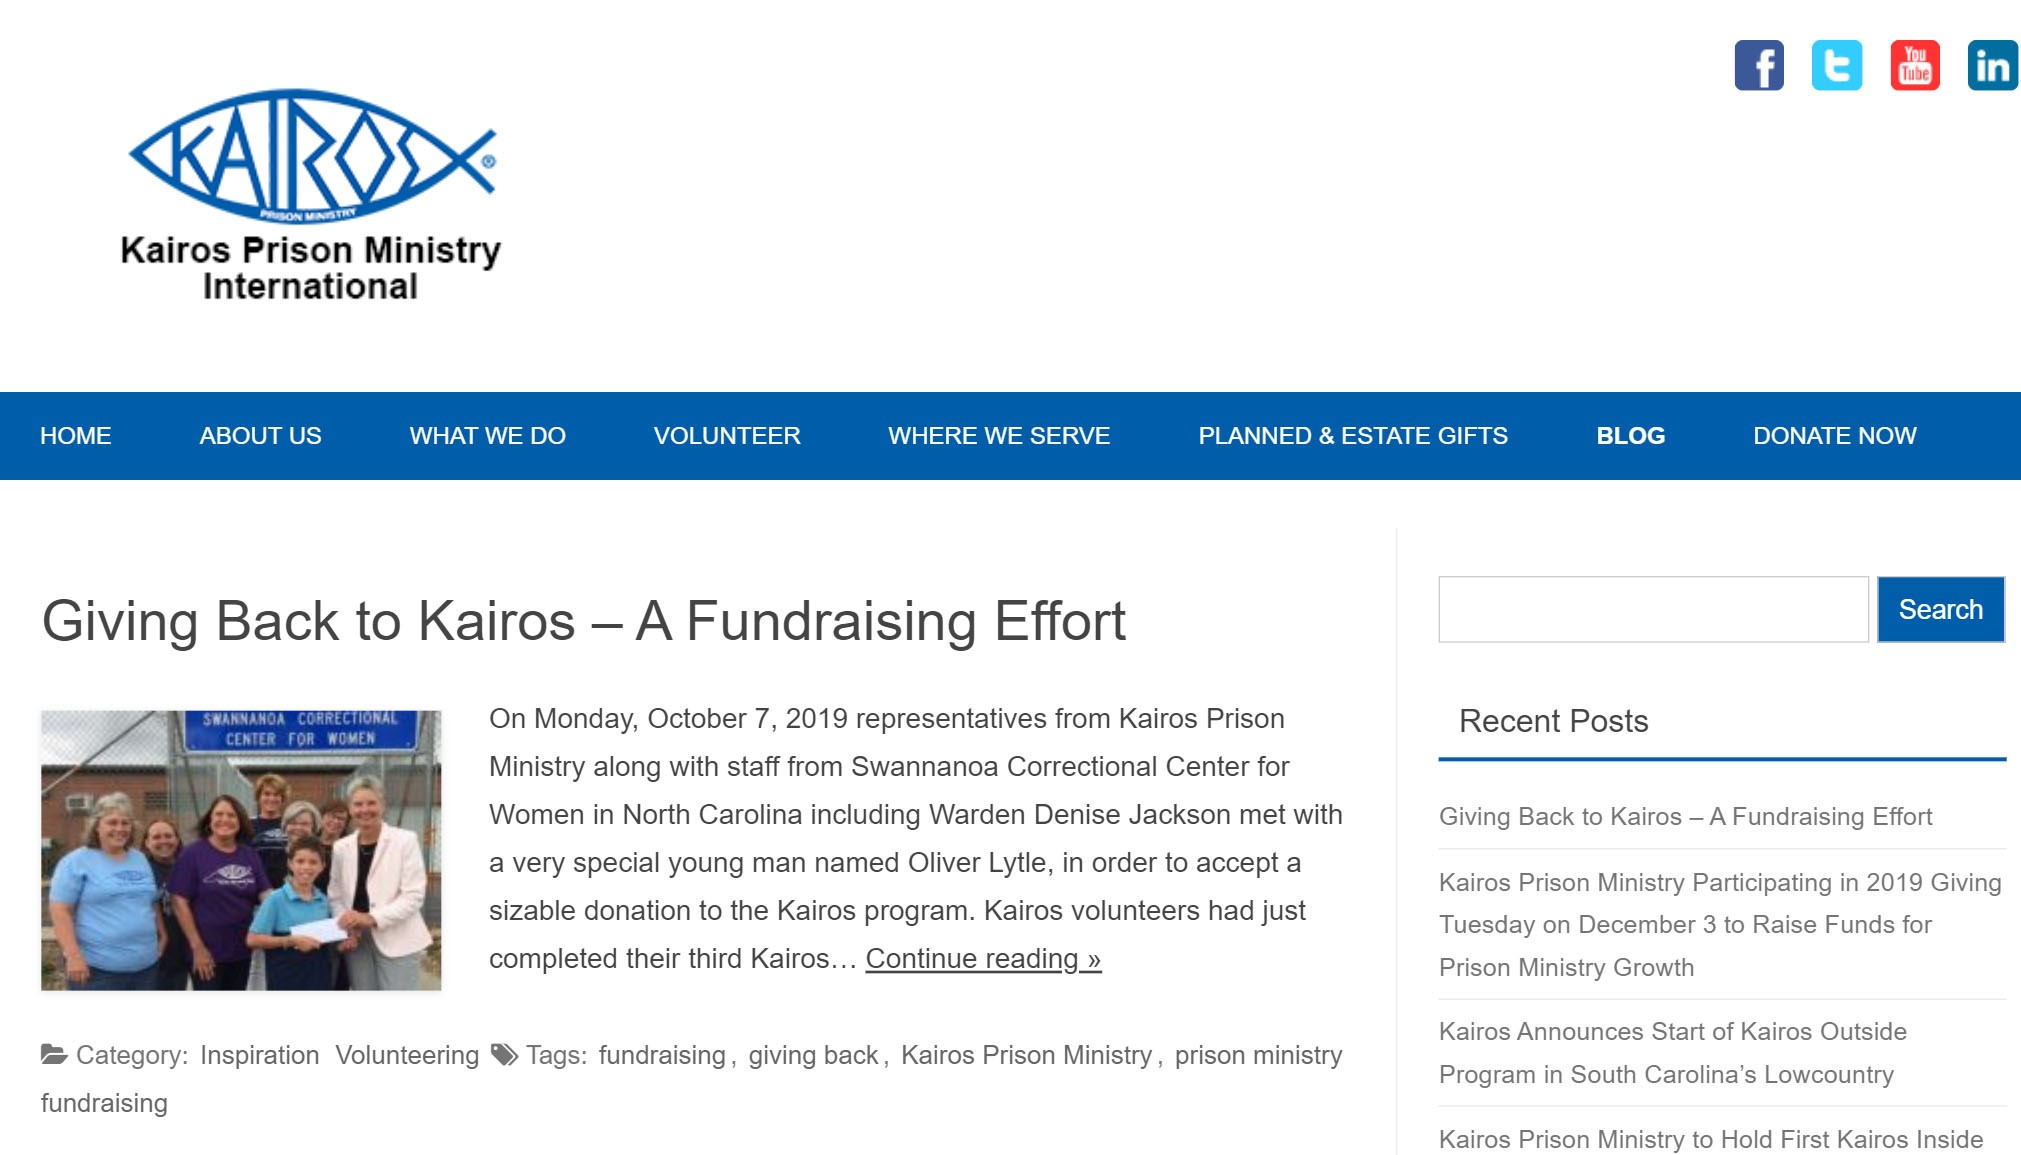 KAIROS
®
PRISON MINISTRY
Kairos Prison Ministry
International
f
t
You
Tube
in
HOME ABOUT US WHAT WE DO VOLUNTEER WHERE WE SERVE PLANNED & ESTATE GIFTS BLOG DONATE NOW
Giving Back to Kairos – A Fundraising Effort
SWANNANOA CORRECTIONAL
CENTER FOR WOMEN
On Monday, October 7, 2019 representatives from Kairos Prison
Ministry along with staff from Swannanoa Correctional Center for
Women in North Carolina including Warden Denise Jackson met with
a very special young man named Oliver Lytle, in order to accept a
sizable donation to the Kairos program. Kairos volunteers had just
completed their third Kairos… Continue reading »
Category: Inspiration Volunteering Tags: fundraising, giving back, Kairos Prison Ministry, prison ministry
fundraising
Search
Recent Posts
Giving Back to Kairos – A Fundraising Effort
Kairos Prison Ministry Participating in 2019 Giving
Tuesday on December 3 to Raise Funds for
Prison Ministry Growth
Kairos Announces Start of Kairos Outside
Program in South Carolina’s Lowcountry
Kairos Prison Ministry to Hold First Kairos Inside